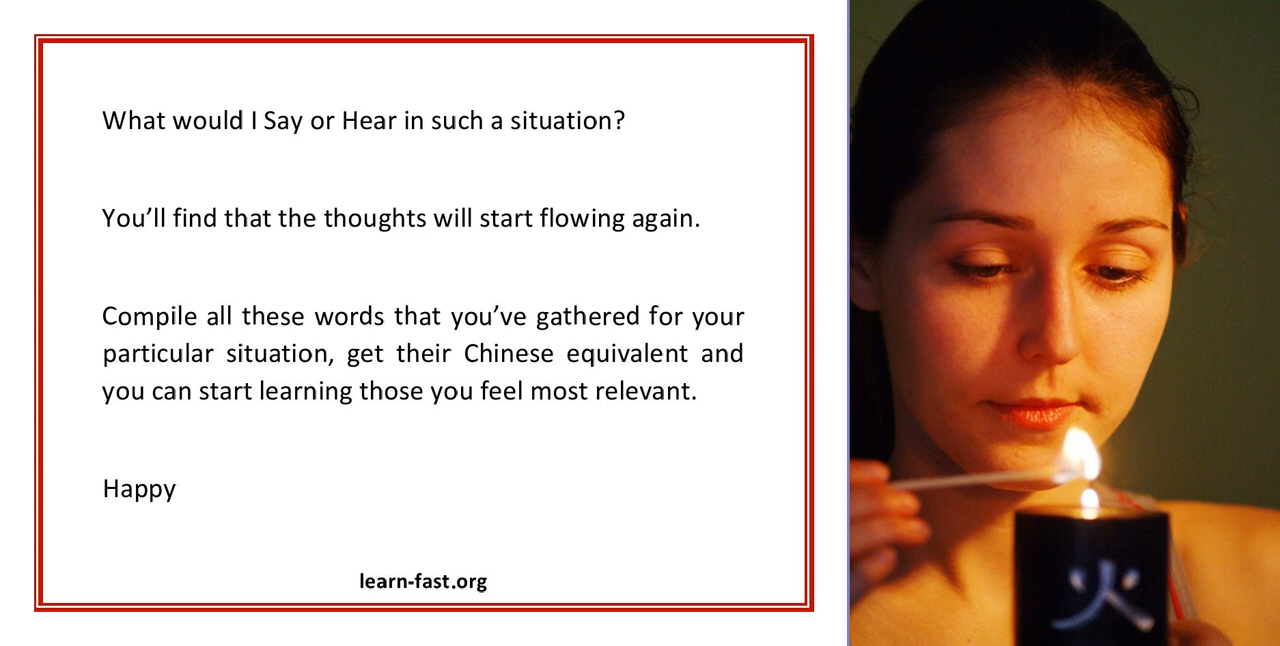 What would I Say or Hear in such a situation?
You’ll find that the thoughts will start flowing again.
Compile all these words that you’ve gathered for your
particular situation, get their Chinese equivalent and
you can start learning those you feel most relevant.
Happy
learn-fast.org
火